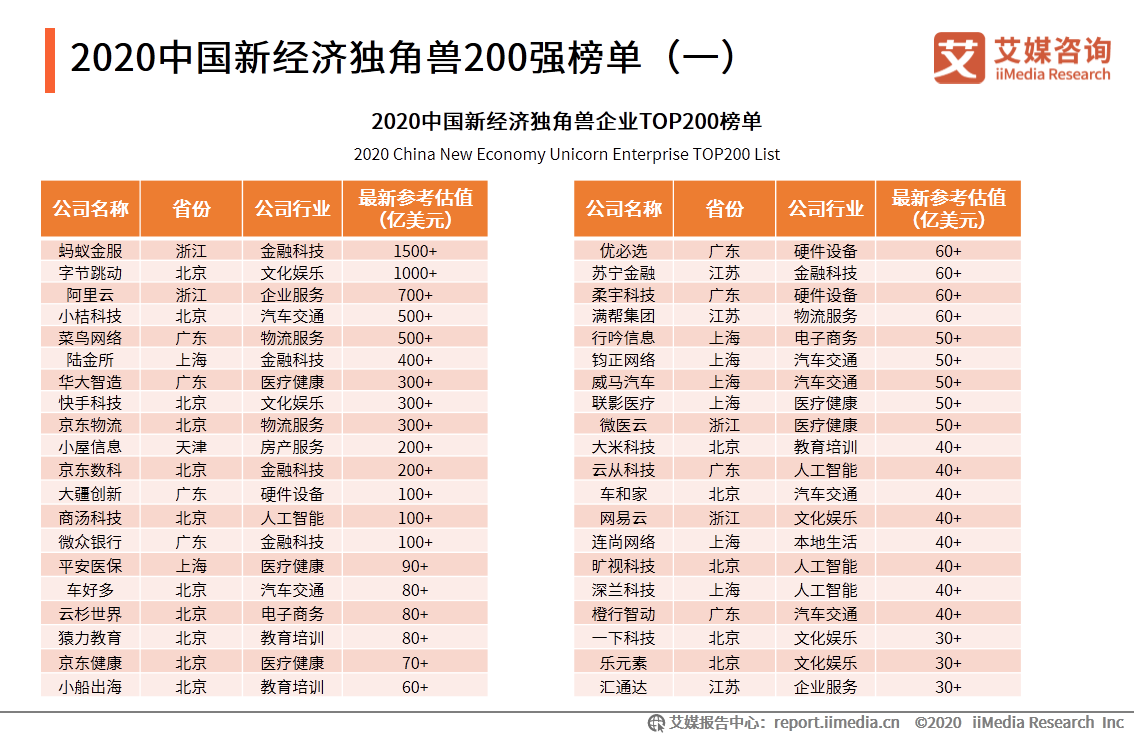 2020中国新经济独角兽200强榜单（一）
艾媒咨询
iiMedia Research
2020中国新经济独角兽企业TOP200榜单
2020 China New Economy Unicorn Enterprise TOP200 List
公司名称 省份 公司行业 最新参考估值（亿美元）
蚂蚁金服 浙江 金融科技 1500+
字节跳动 北京 文化娱乐 1000+
阿里云 浙江 企业服务 700+
小桔科技 北京 汽车交通 500+
菜鸟网络 广东 物流服务 500+
陆金所 上海 金融科技 400+
华大智造 广东 医疗健康 300+
快手科技 北京 文化娱乐 300+
京东物流 北京 物流服务 300+
小屋信息 天津 房产服务 200+
京东数科 北京 金融科技 200+
大疆创新 广东 硬件设备 100+
商汤科技 北京 人工智能 100+
微众银行 广东 金融科技 100+
平安医保 上海 医疗健康 90+
车好多 北京 汽车交通 80+
云杉世界 北京 电子商务 80+
猿力教育 北京 教育培训 80+
京东健康 北京 医疗健康 70+
小船出海 北京 教育培训 60+
公司名称 省份 公司行业 最新参考估值（亿美元）
优必选 广东 硬件设备 60+
苏宁金融 江苏 金融科技 60+
柔宇科技 广东 硬件设备 60+
满帮集团 江苏 物流服务 60+
行吟信息 上海 电子商务 50+
钧正网络 上海 汽车交通 50+
威马汽车 上海 汽车交通 50+
联影医疗 上海 医疗健康 50+
微医云 浙江 医疗健康 50+
大米科技 北京 教育培训 40+
云从科技 广东 人工智能 40+
车和家 北京 汽车交通 40+
网易云 浙江 文化娱乐 40+
连尚网络 上海 本地生活 40+
旷视科技 北京 人工智能 40+
深兰科技 上海 人工智能 40+
橙行智动 广东 汽车交通 40+
一下科技 北京 文化娱乐 30+
乐元素 北京 文化娱乐 30+
汇通达 江苏 企业服务 30+
艾媒报告中心：report.iimedia.cn ©2020 iiMedia Research Inc